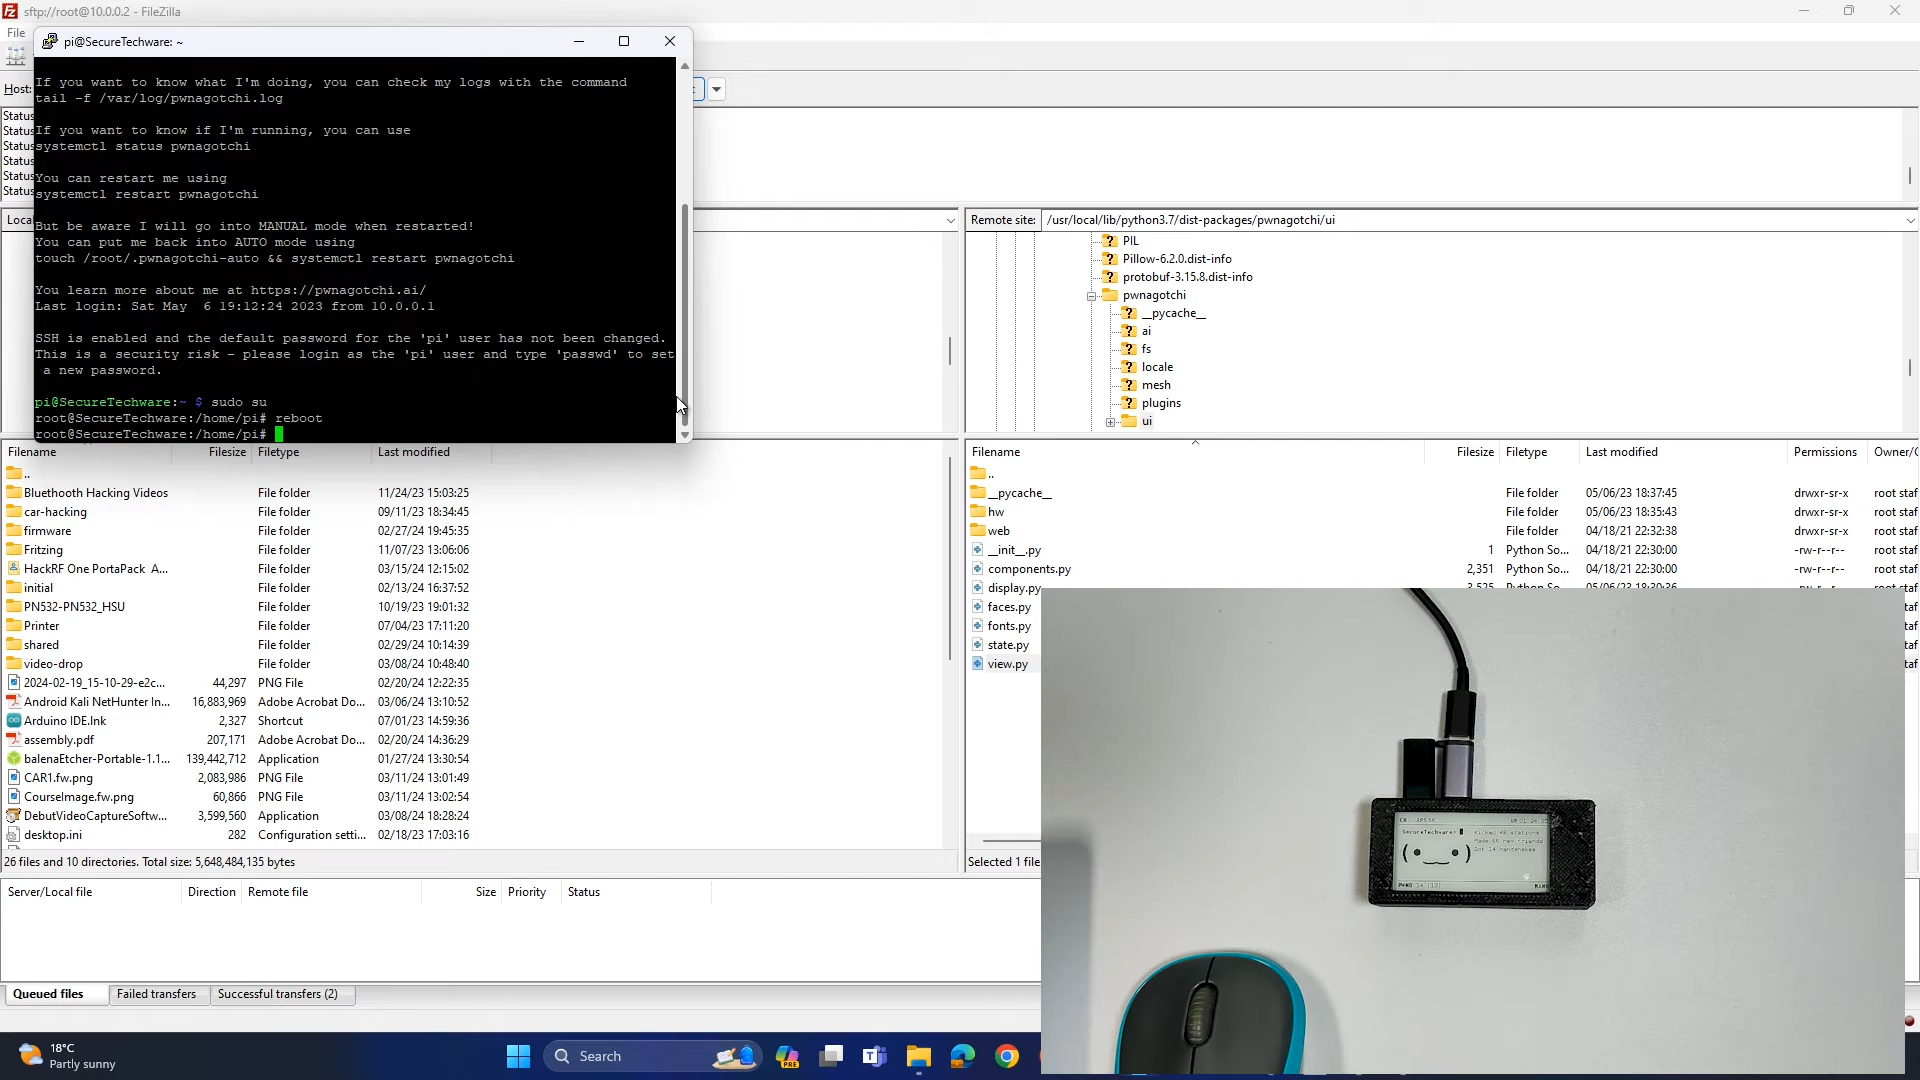 sftp://root@10.0.0.2 - FileZilla
File
pi@SecureTechware: ~
If you want to know what I'm doing, you can check my logs with the command
tail -f /var/log/pwnagotchi.log
If you want to know if I'm running, you can use
systemctl status pwnagotchi
You can restart me using
systemctl restart pwnagotchi
But be aware I will go into MANUAL mode when restarted!
You can put me back into AUTO mode using
touch /root/.pwnagotchi-auto && systemctl restart pwnagotchi
You learn more about me at https://pwnagotchi.ai/
Last login: Sat May  6 19:12:24 2023 from 10.0.0.1
SSH is enabled and the default password for the 'pi' user has not been changed.
This is a security risk - please login as the 'pi' user and type 'passwd' to set
a new password.
pi@SecureTechware:~ $ sudo su
root@SecureTechware:/home/pi# reboot
root@SecureTechware:/home/pi#
Host:
Status
Status
Status
Status
Status
Status
Loca
Remote site: /usr/local/lib/python3.7/dist-packages/pwnagotchi/ui
PIL
Pillow-6.2.0.dist-info
protobuf-3.15.8.dist-info
pwnagotchi
__pycache__
ai
fs
locale
mesh
plugins
ui
Filename Filesize Filetype Last modified
..
Bluethooth Hacking Videos File folder 11/24/23 15:03:25
car-hacking File folder 09/11/23 18:34:45
firmware File folder 02/27/24 19:45:35
Fritzing File folder 11/07/23 13:06:06
HackRF One PortaPack A... File folder 03/15/24 12:15:02
initial File folder 02/13/24 16:37:52
PN532-PN532_HSU File folder 10/19/23 19:01:32
Printer File folder 07/04/23 17:11:20
shared File folder 02/29/24 10:14:39
video-drop File folder 03/08/24 10:48:40
2024-02-19_15-10-29-e2c... 44,297 PNG File 02/20/24 12:22:35
Android Kali NetHunter In... 16,883,969 Adobe Acrobat Do... 03/06/24 13:10:52
Arduino IDE.lnk 2,327 Shortcut 07/01/23 14:59:36
assembly.pdf 207,171 Adobe Acrobat Do... 02/20/24 14:36:29
balenaEtcher-Portable-1.1... 139,442,712 Application 01/27/24 13:30:54
CAR1.fw.png 2,083,986 PNG File 03/11/24 13:01:49
CourseImage.fw.png 60,866 PNG File 03/11/24 13:02:54
DebutVideoCaptureSoftw... 3,599,560 Application 03/08/24 18:28:24
desktop.ini 282 Configuration setti... 02/18/23 17:03:16
26 files and 10 directories. Total size: 5,648,484,135 bytes
Filename Filesize Filetype Last modified Permissions Owner/G
..
__pycache__ File folder 05/06/23 18:37:45 drwxr-sr-x root staf
hw File folder 05/06/23 18:35:43 drwxr-sr-x root staf
web File folder 04/18/21 22:32:38 drwxr-sr-x root staf
__init__.py 1 Python So... 04/18/21 22:30:00 -rw-r--r-- root staf
components.py 2,351 Python So... 04/18/21 22:30:00 -rw-r--r-- root staf
display.py
faces.py
fonts.py
state.py
view.py
Selected 1 file
SecureTechware>
Kicked 48 stations
Got 14 handshakes
Server/Local file Direction Remote file Size Priority Status
Queued files Failed transfers Successful transfers (2)
18°C
Partly sunny
Search